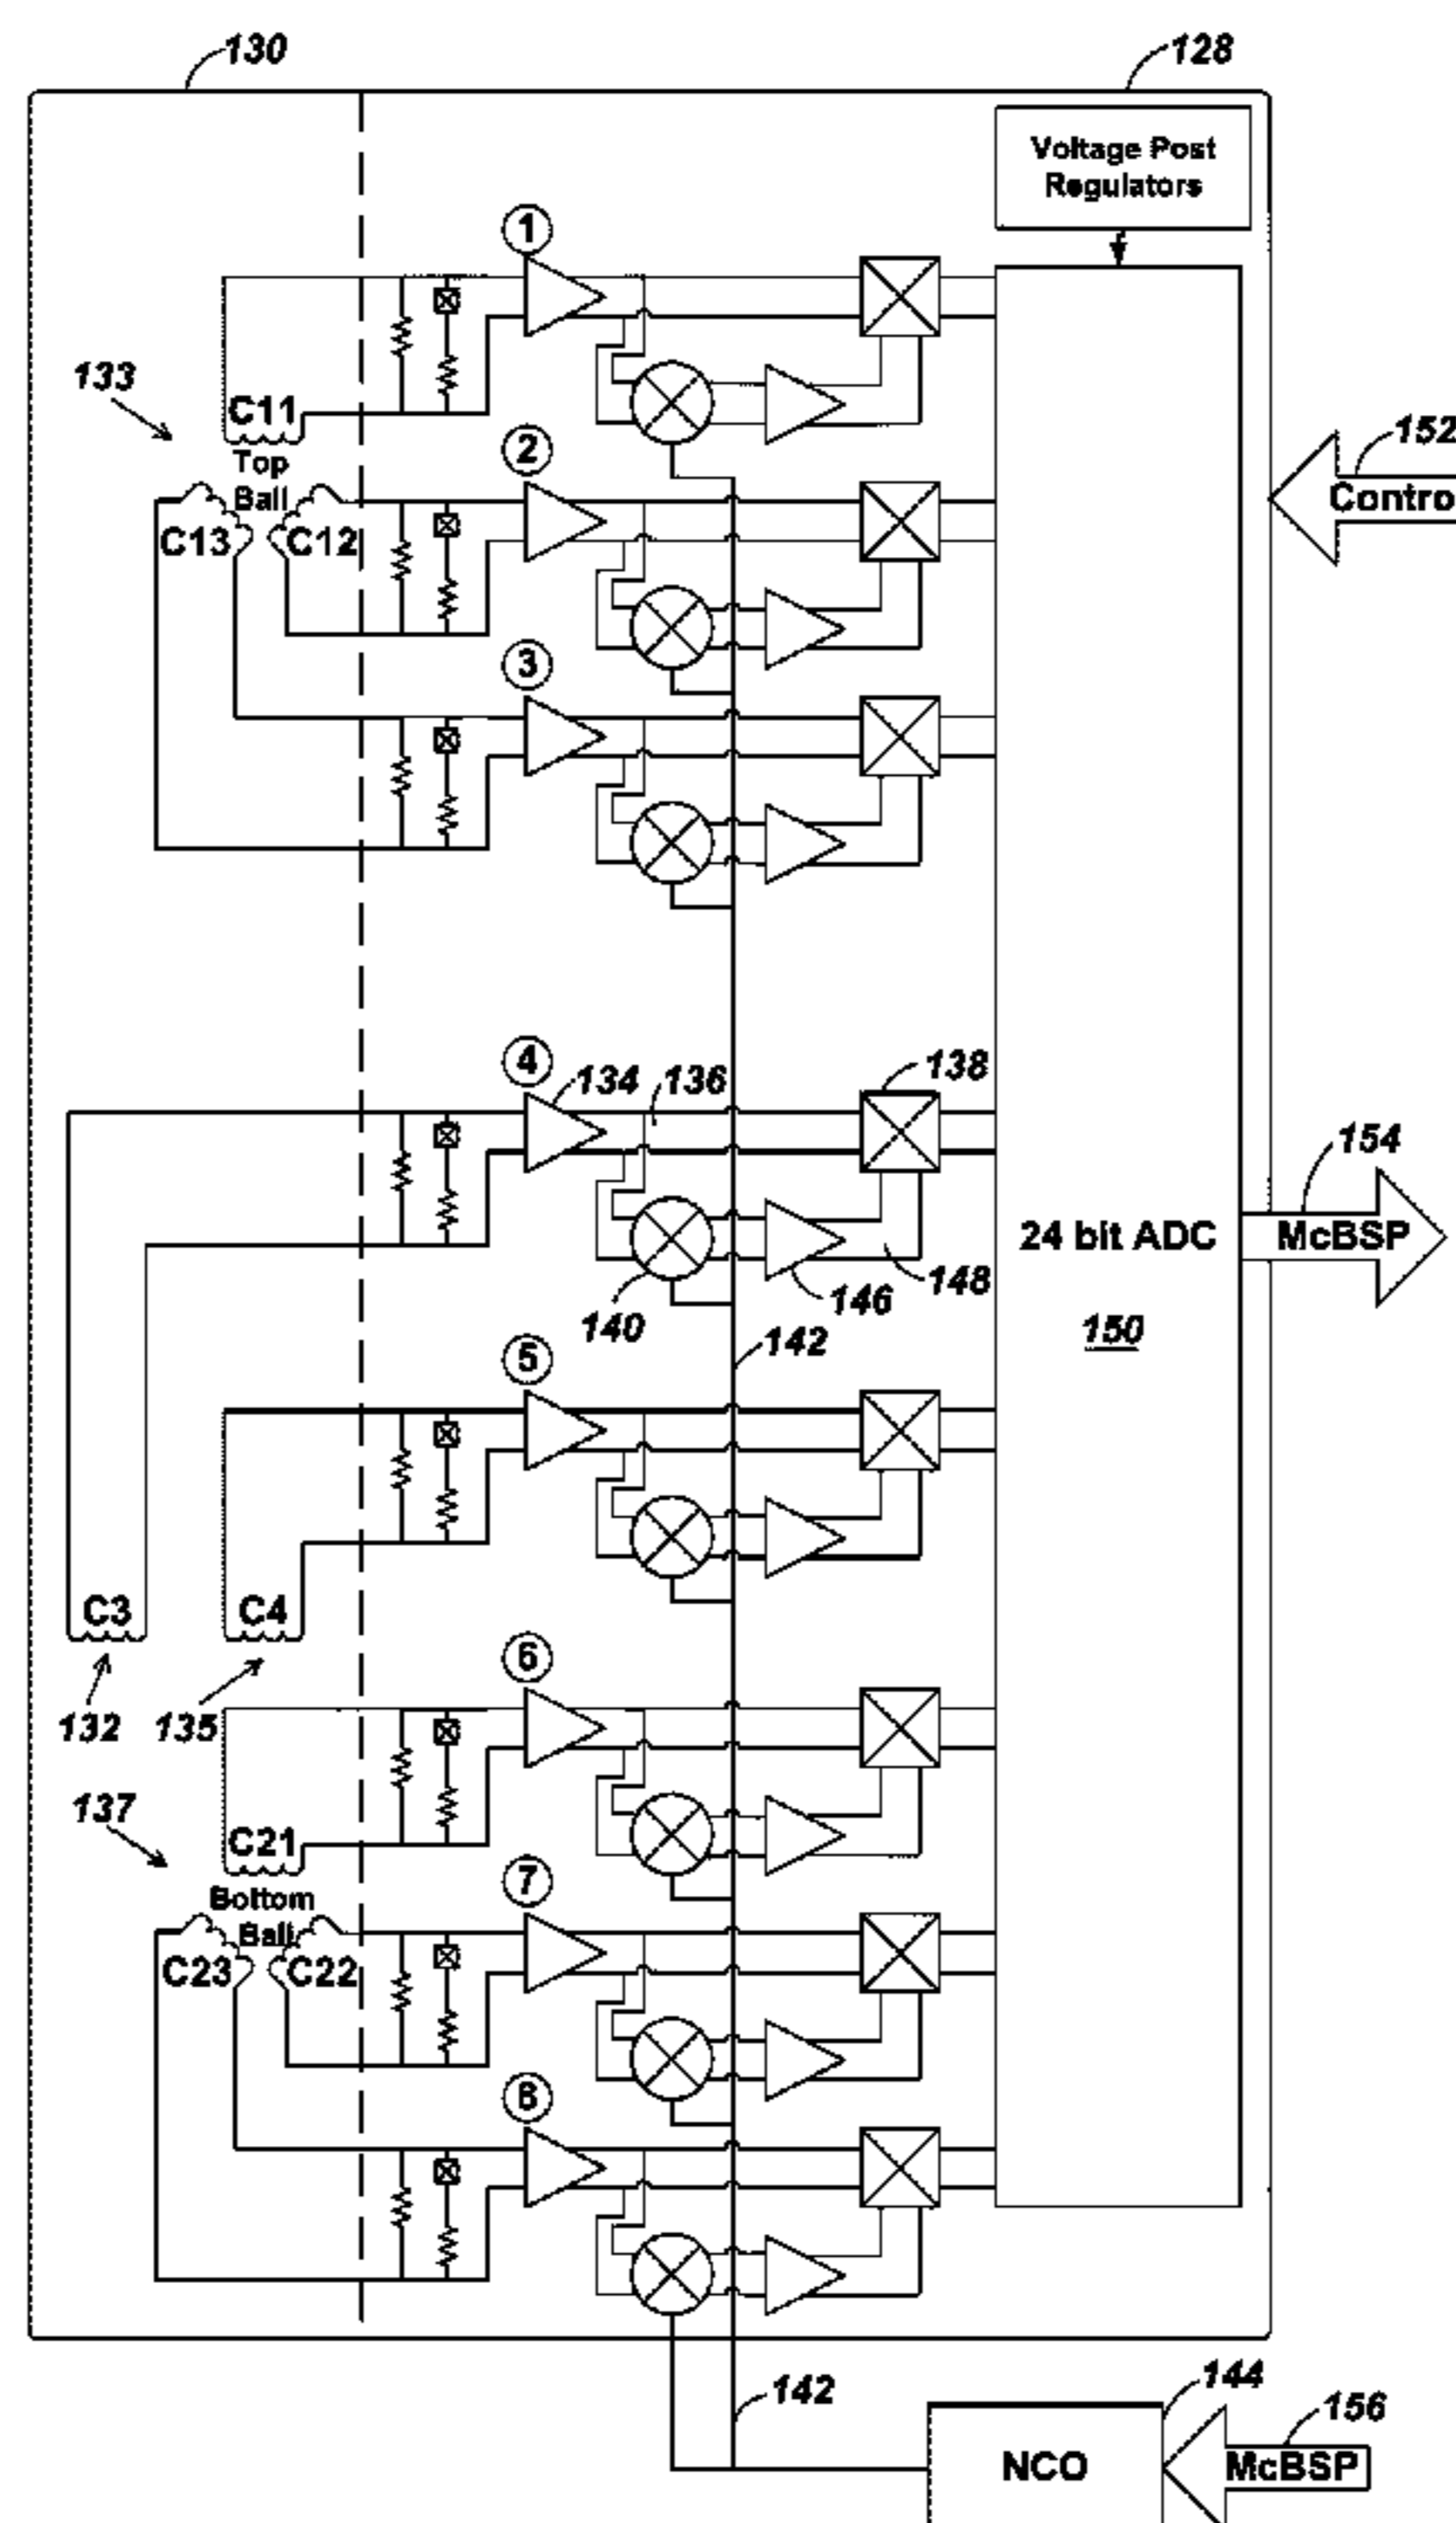 130
128
Voltage Post
Regulators
1
133
C11
Top
Ball
C13
C12
2
152
Contro
3
4
134
136
138
154
24 bit ADC
McBSP
148
146
140
150
142
5
C3
C4
132
135
6
137
C21
Bottom
Ball
C23
C22
7
8
142
144
156
NCO
McBSP